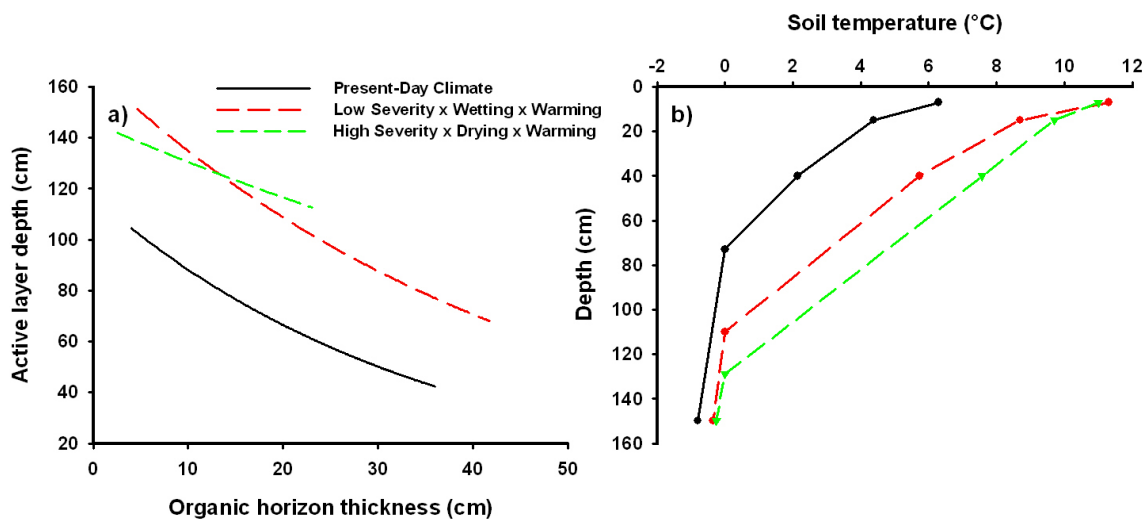 Soil temperature (°C)
-2 0 2 4 6 8 10 12
160
140
120
100
80
60
40
20
Active layer depth (cm)
a)
Present-Day Climate
Low Severity x Wetting x Warming
High Severity x Drying x Warming
0 10 20 30 40 50
Organic horizon thickness (cm)
b)
0
20
40
60
80
100
120
140
160
Depth (cm)